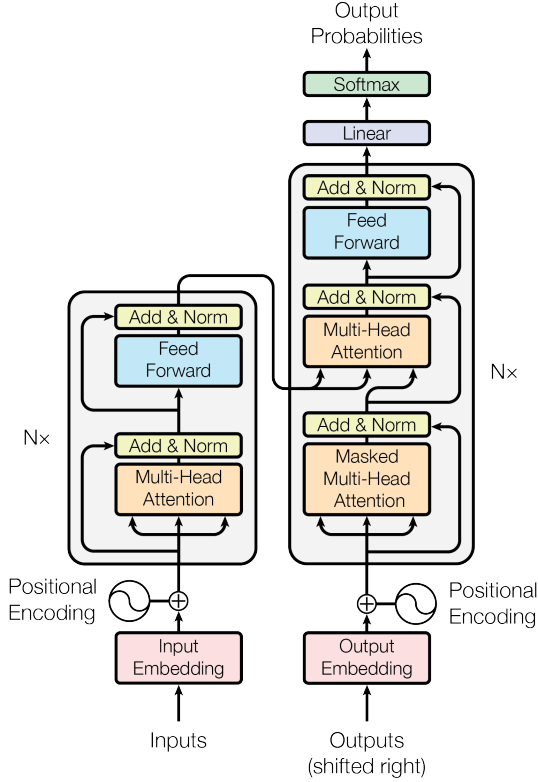 Output
Probabilities
Softmax
Linear
Add & Norm
Feed
Forward
Add & Norm
Multi-Head
Attention
Add & Norm
Masked
Multi-Head
Attention
N×
Add & Norm
Feed
Forward
Add & Norm
Multi-Head
Attention
N×
Positional
Encoding
Positional
Encoding
Input
Embedding
Output
Embedding
Inputs
Outputs
(shifted right)